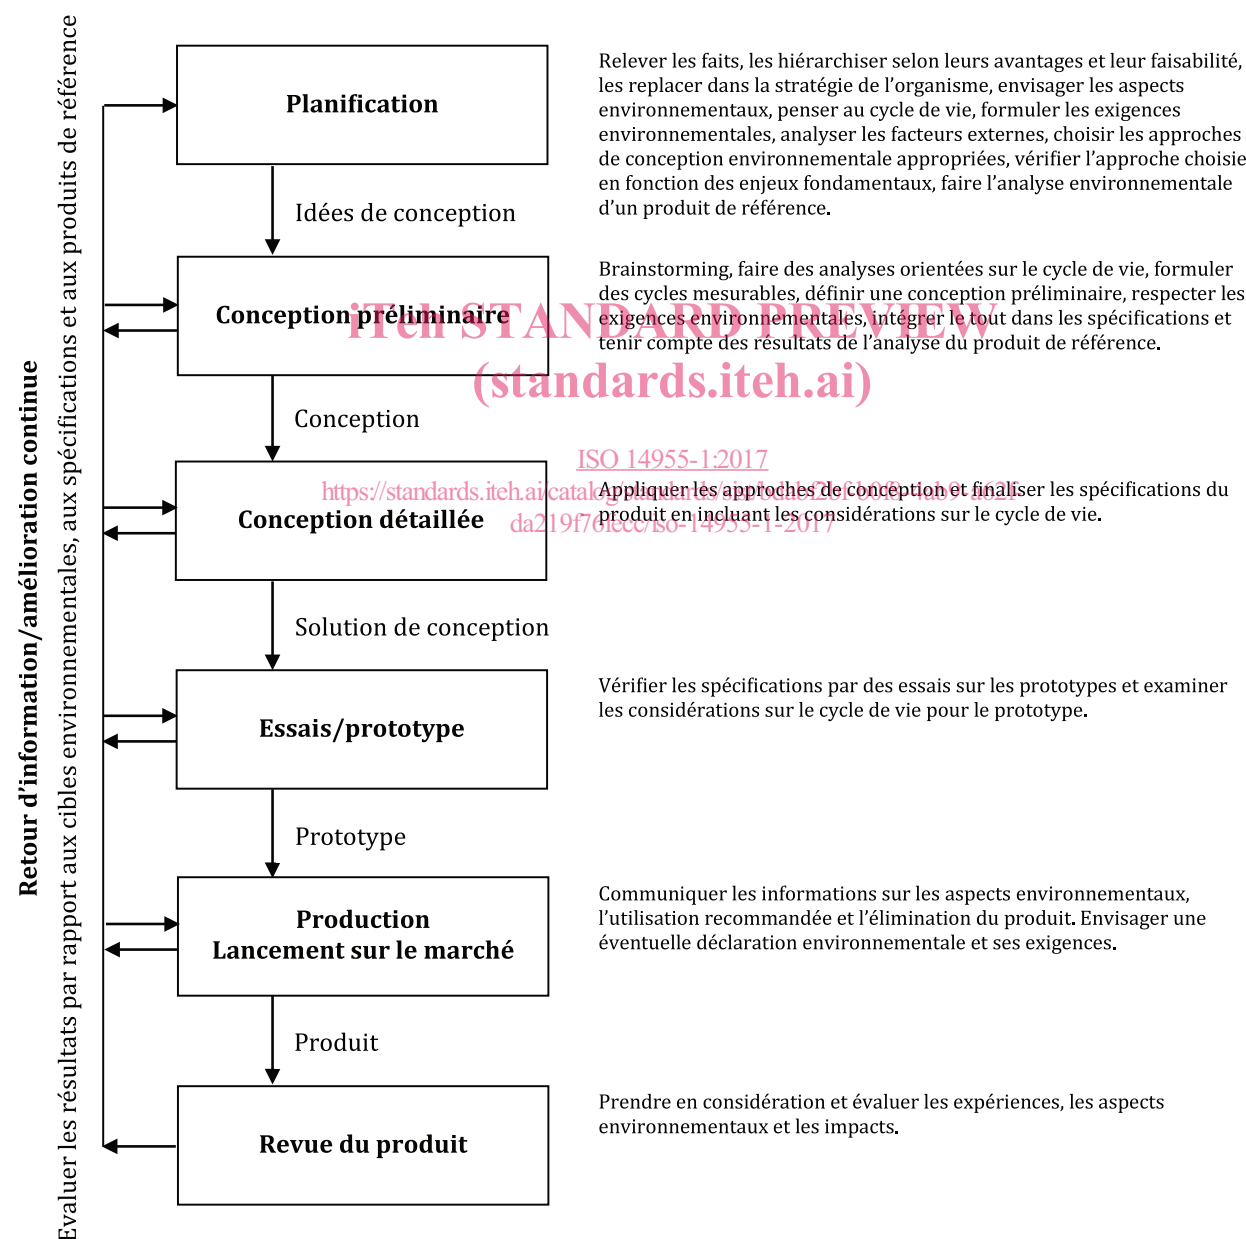 Retour d'information/amélioration continue
Evaluer les résultats par rapport aux cibles environnementales, aux spécifications et aux produits de référence
Planification
Relever les faits, les hiérarchiser selon leurs avantages et leur faisabilité,
les replacer dans la stratégie de l'organisme, envisager les aspects
environnementaux, penser au cycle de vie, formuler les exigences
environnementales, analyser les facteurs externes, choisir les approches
de conception environnementale appropriées, vérifier l'approche choisie
en fonction des enjeux fondamentaux, faire l'analyse environnementale
d'un produit de référence.
Idées de conception
Conception préliminaire
Brainstorming, faire des analyses orientées sur le cycle de vie, formuler
des cycles mesurables, définir une conception préliminaire, respecter les
exigences environnementales, intégrer le tout dans les spécifications et
tenir compte des résultats de l'analyse du produit de référence.
iTeh STANDARD PREVIEW
(standards.iteh.ai)
Conception
ISO 14955-1:2017
https://standards.iteh.ai/catalog/standards/sist/
Conception détaillée
Appliquer les approches de conception et finaliser les spécifications du
produit en incluant les considérations sur le cycle de vie.
Solution de conception
Essais/prototype
Vérifier les spécifications par des essais sur les prototypes et examiner
les considérations sur le cycle de vie pour le prototype.
Prototype
Production
Lancement sur le marché
Communiquer les informations sur les aspects environnementaux,
l'utilisation recommandée et l'élimination du produit. Envisager une
éventuelle déclaration environnementale et ses exigences.
Produit
Revue du produit
Prendre en considération et évaluer les expériences, les aspects
environnementaux et les impacts.